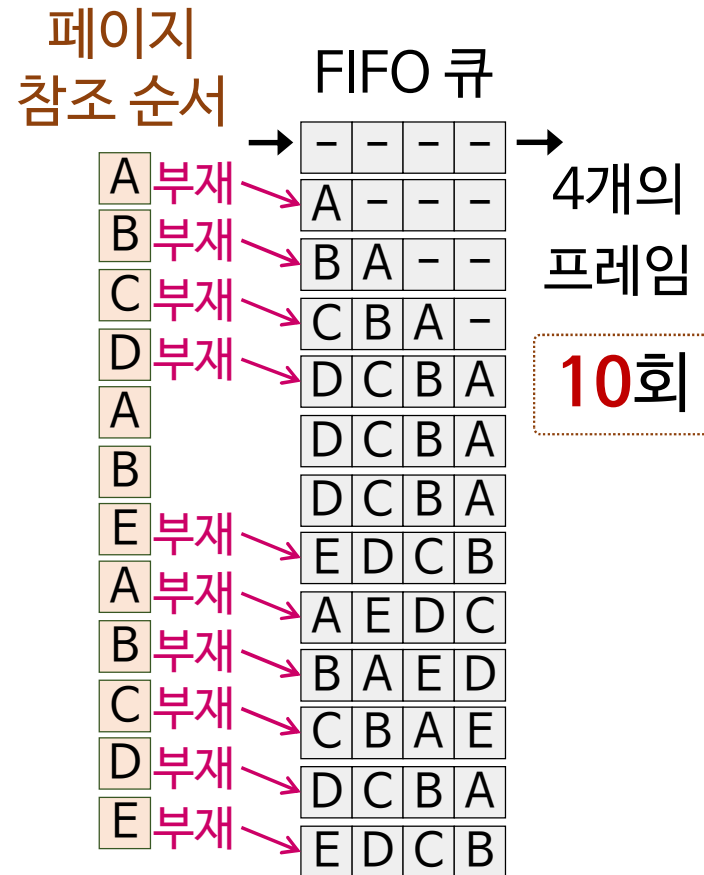 페이지
참조 순서
FIFO 큐
- - - -
4개의
프레임
10회
A 부재 A - - -
B 부재 B A - -
C 부재 C B A -
D 부재 D C B A
A D C B A
B D C B A
E 부재 E D C B
A 부재 A E D C
B 부재 B A E D
C 부재 C B A E
D 부재 D C B A
E 부재 E D C B